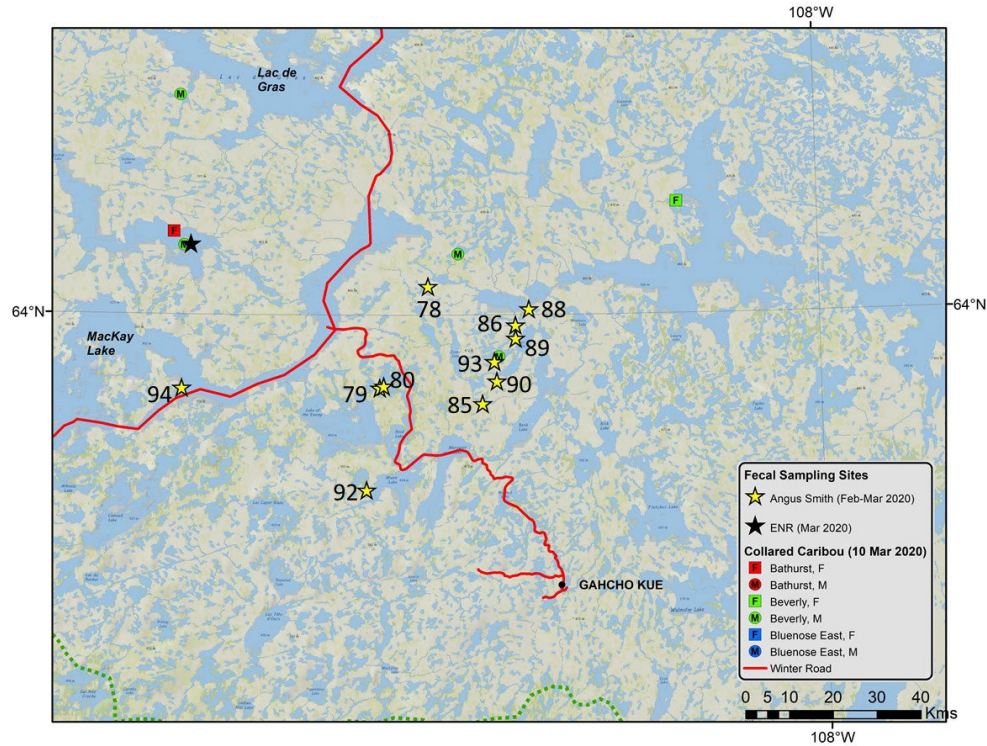 108°W
Lac de
Gras
M
F
F
M
M
64°N
64°N
78
88
86
89
MacKay
Lake
M
93
90
94
79
80
85
92
GAHCHO KUE
Fecal Sampling Sites
Angus Smith (Feb-Mar 2020)
ENR (Mar 2020)
Collared Caribou (10 Mar 2020)
F Bathurst, F
M Bathurst, M
F Beverly, F
M Beverly, M
F Bluenose East, F
M Bluenose East, M
Winter Road
0 5 10 20 30 40
Kms
108°W